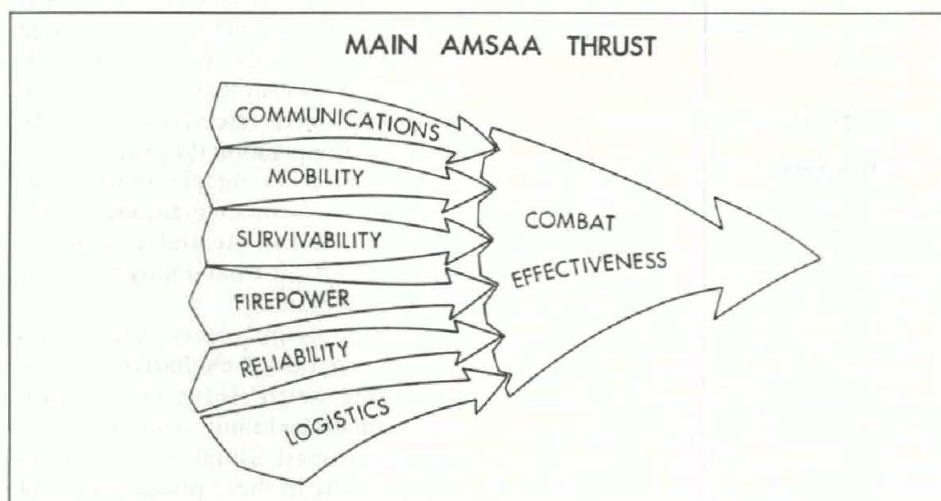 MAIN AMSAA THRUST
COMMUNICATIONS
MOBILITY
SURVIVABILITY
FIREPOWER
RELIABILITY
LOGISTICS
COMBAT
EFFECTIVENESS